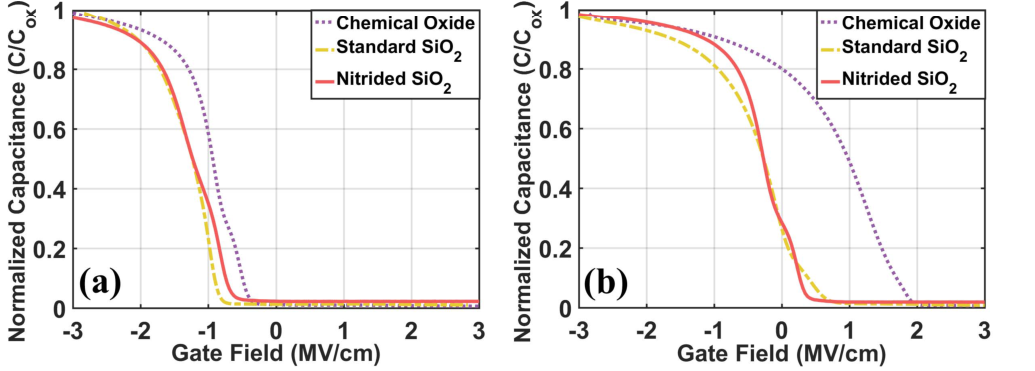 Normalized Capacitance (C/Cox)
1
0.8
0.6
0.4
0.2
0
Chemical Oxide
Standard SiO2
Nitrided SiO2
(a)
-3 -2 -1 0 1 2 3
Gate Field (MV/cm)
Normalized Capacitance (C/Cox)
1
0.8
0.6
0.4
0.2
0
Chemical Oxide
Standard SiO2
Nitrided SiO2
(b)
-3 -2 -1 0 1 2 3
Gate Field (MV/cm)